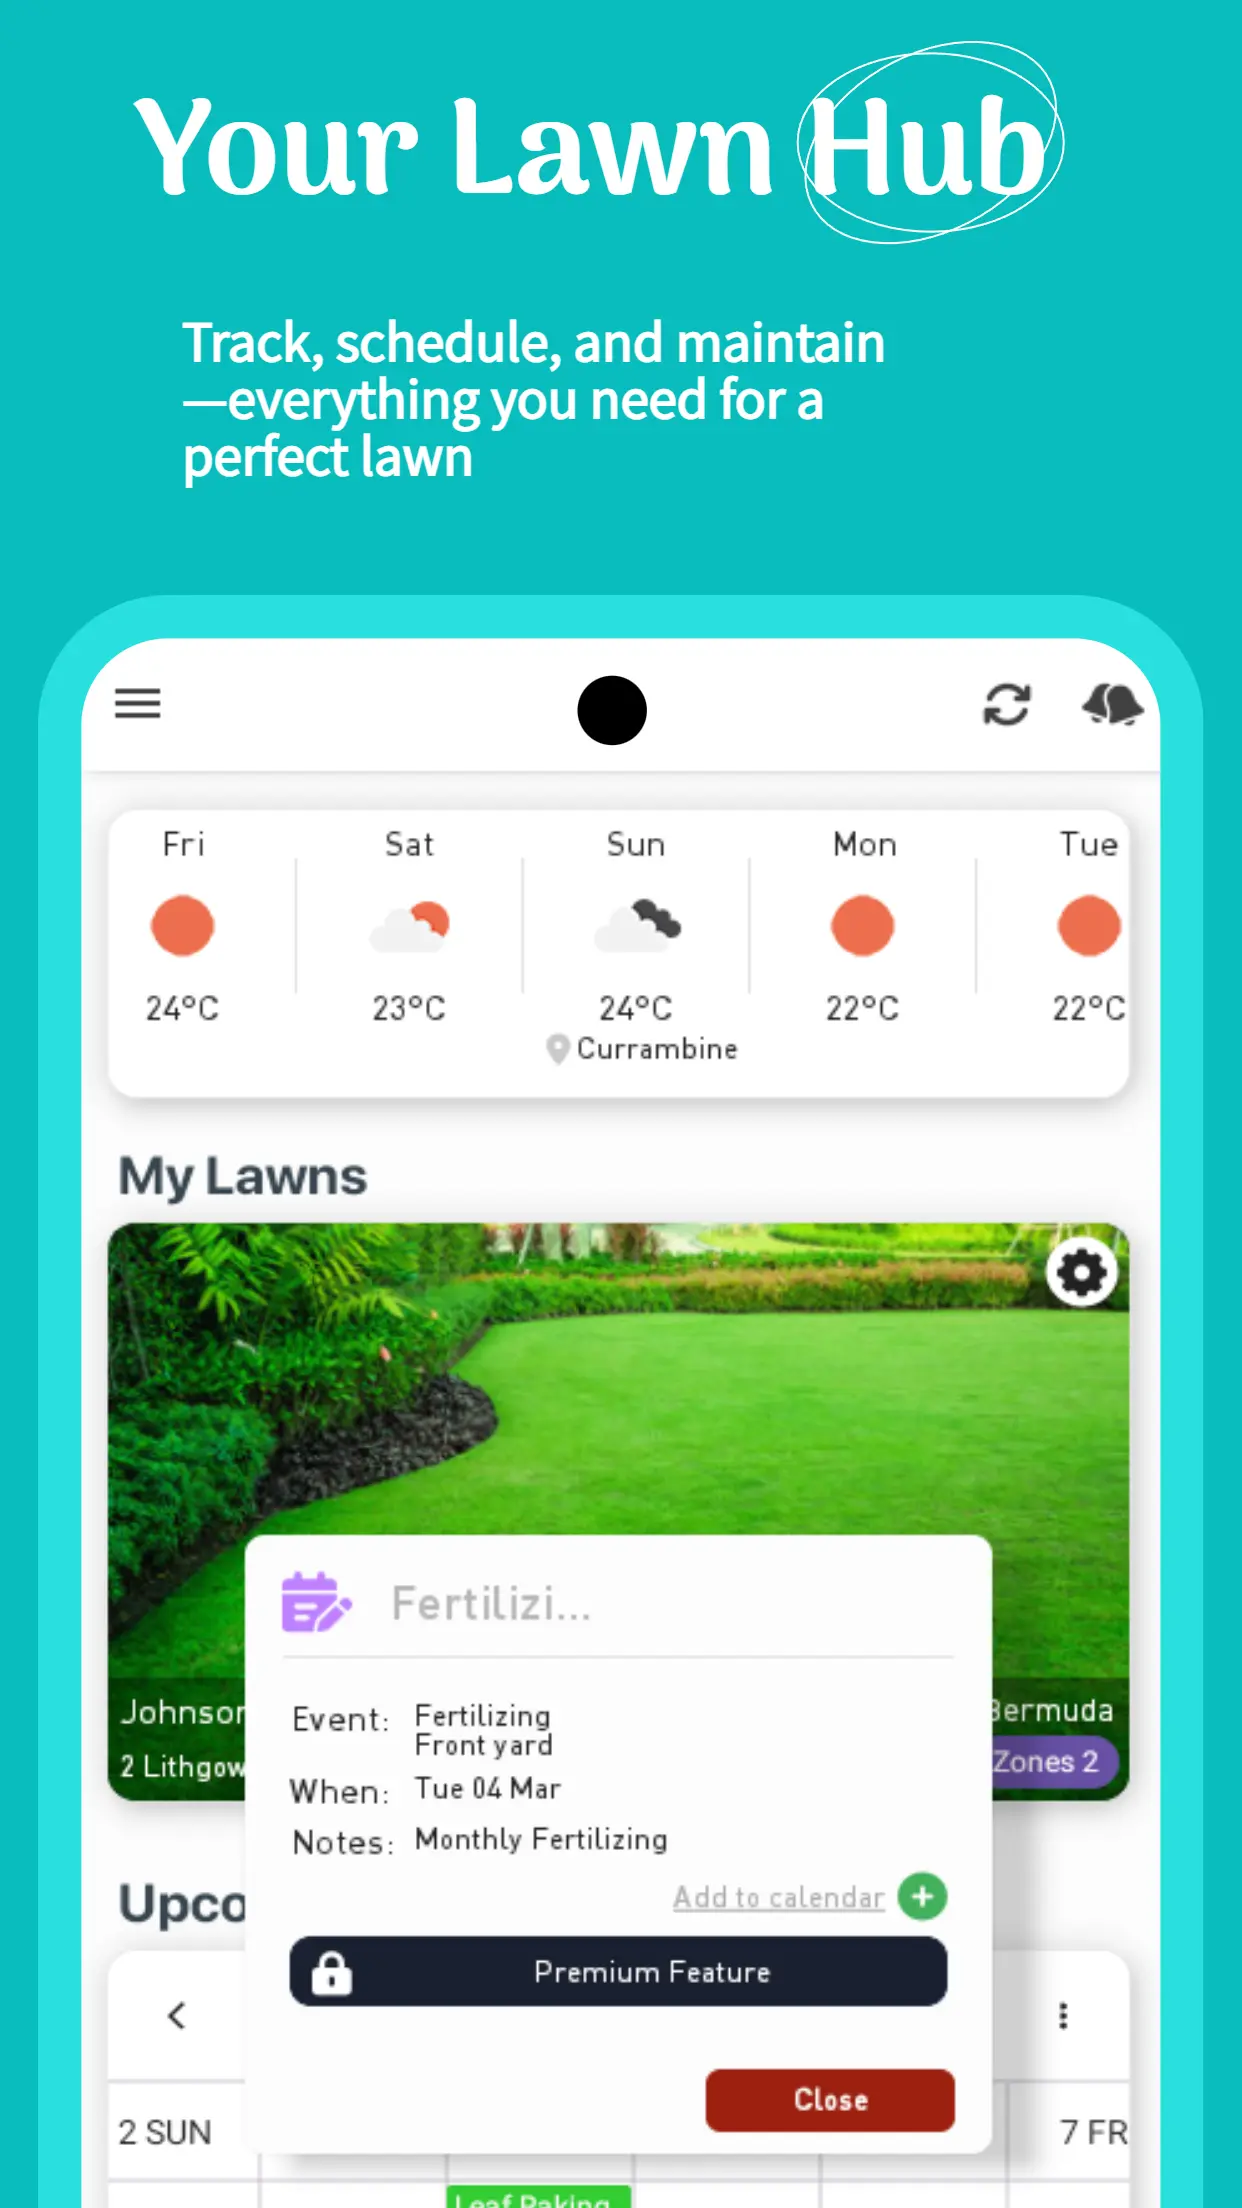 Your Lawn Hub
Track, schedule, and maintain
—everything you need for a
perfect lawn
Fri Sat Sun Mon Tue
24°C 23°C 24°C 22°C 22°C
Currambine
My Lawns
Fertilizi...
Event: Fertilizing
Front yard
When: Tue 04 Mar
Notes: Monthly Fertilizing
Add to calendar
Premium Feature
Close
Johnson
Bermuda
2 Lithgow
Zones 2
Upco
2 SUN
7 FR
Leaf Raking